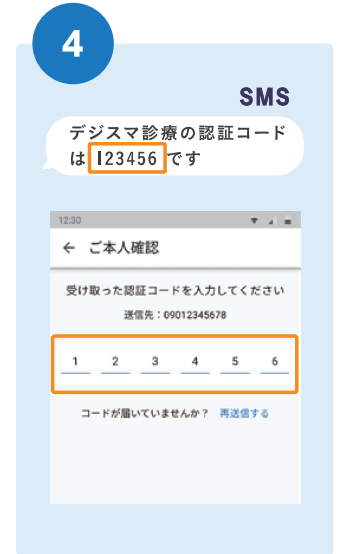 4
SMS
デジスマ診療の認証コード
は 123456 です
12:30
← ご本人確認
受け取った認証コードを入力してください
送信先：09012345678
1 2 3 4 5 6
コードが届いていませんか？ 再送信する